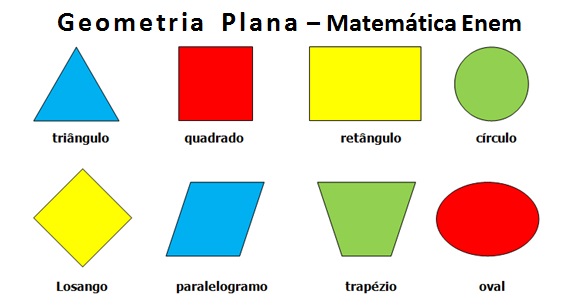 Geometria Plana – Matemática Enem
triângulo quadrado retângulo círculo
Losango paralelogramo trapézio oval